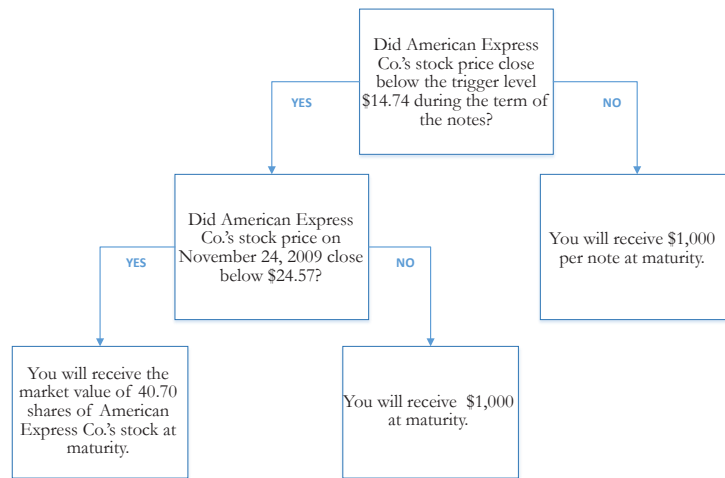 Did American Express
Co.'s stock price close
below the trigger level
$14.74 during the term of
the notes?
YES
NO
Did American Express
Co.'s stock price on
November 24, 2009 close
below $24.57?
You will receive $1,000
per note at maturity.
YES
NO
You will receive the
market value of 40.70
shares of American
Express Co.'s stock at
maturity.
You will receive $1,000
at maturity.